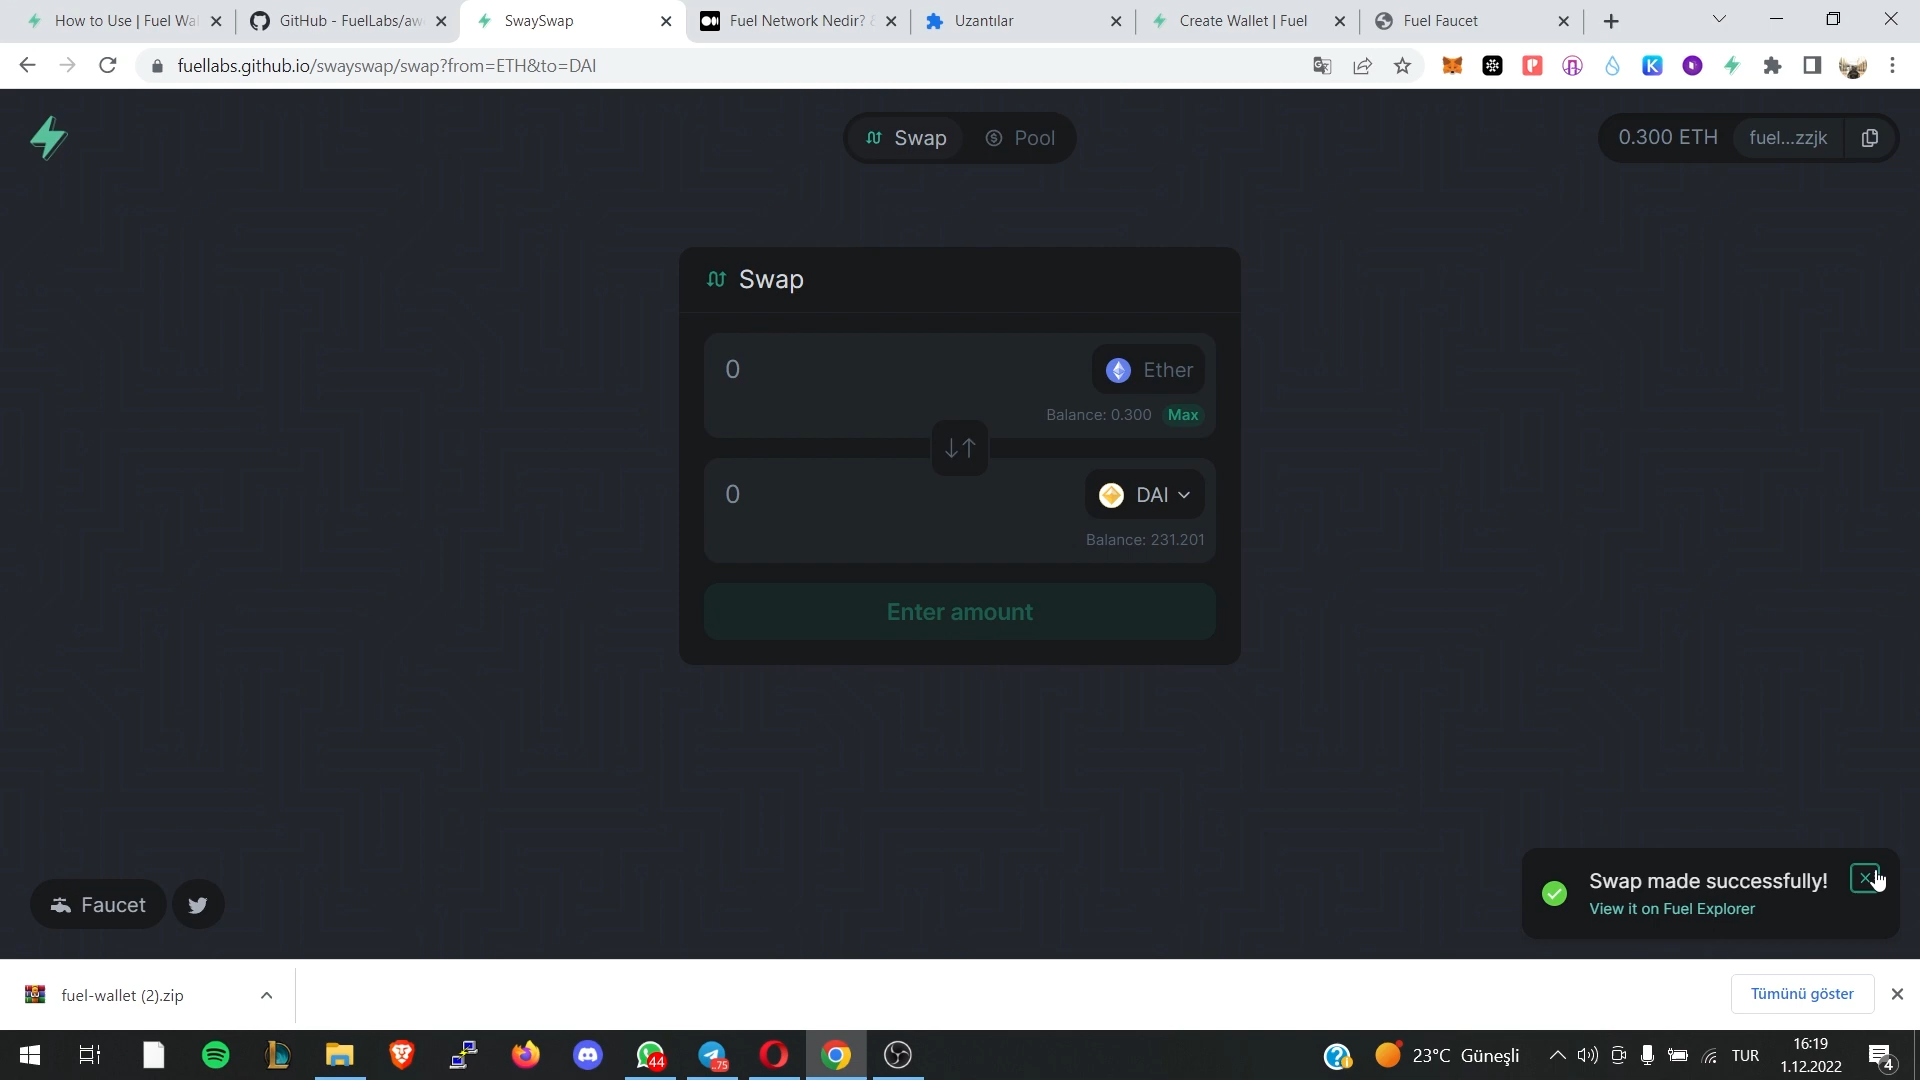 How to Use | Fuel Wal
GitHub - FuelLabs/aw
SwaySwap
Fuel Network Nedir?
Uzantılar
Create Wallet | Fuel
Fuel Faucet
fuellabs.github.io/swayswap/swap?from=ETH&to=DAI
Swap
Pool
0.300 ETH
fuel...zzjk
Swap
0
Ether
Balance: 0.300
Max
0
DAI
Balance: 231.201
Enter amount
Faucet
Swap made successfully!
View it on Fuel Explorer
fuel-wallet (2).zip
Tümünü göster
44
..75
23°C Güneşli
TUR
16:19
1.12.2022
4